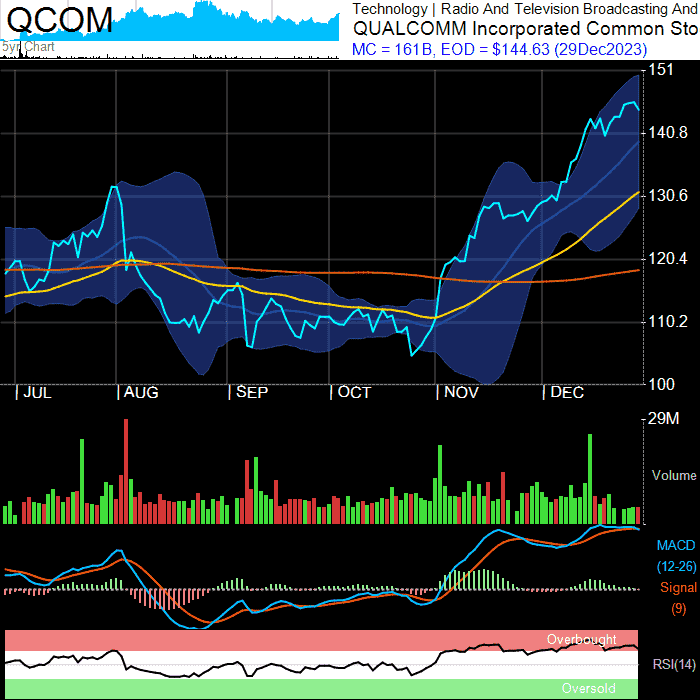 QCOM
5yr Chart
Technology | Radio And Television Broadcasting And
QUALCOMM Incorporated Common Sto
MC = 161B, EOD = $144.63 (29Dec2023)
151
140.8
130.6
120.4
110.2
100
JUL AUG SEP OCT NOV DEC
29M
Volume
MACD
(12-26)
Signal
(9)
Overbought
RSI(14)
Oversold